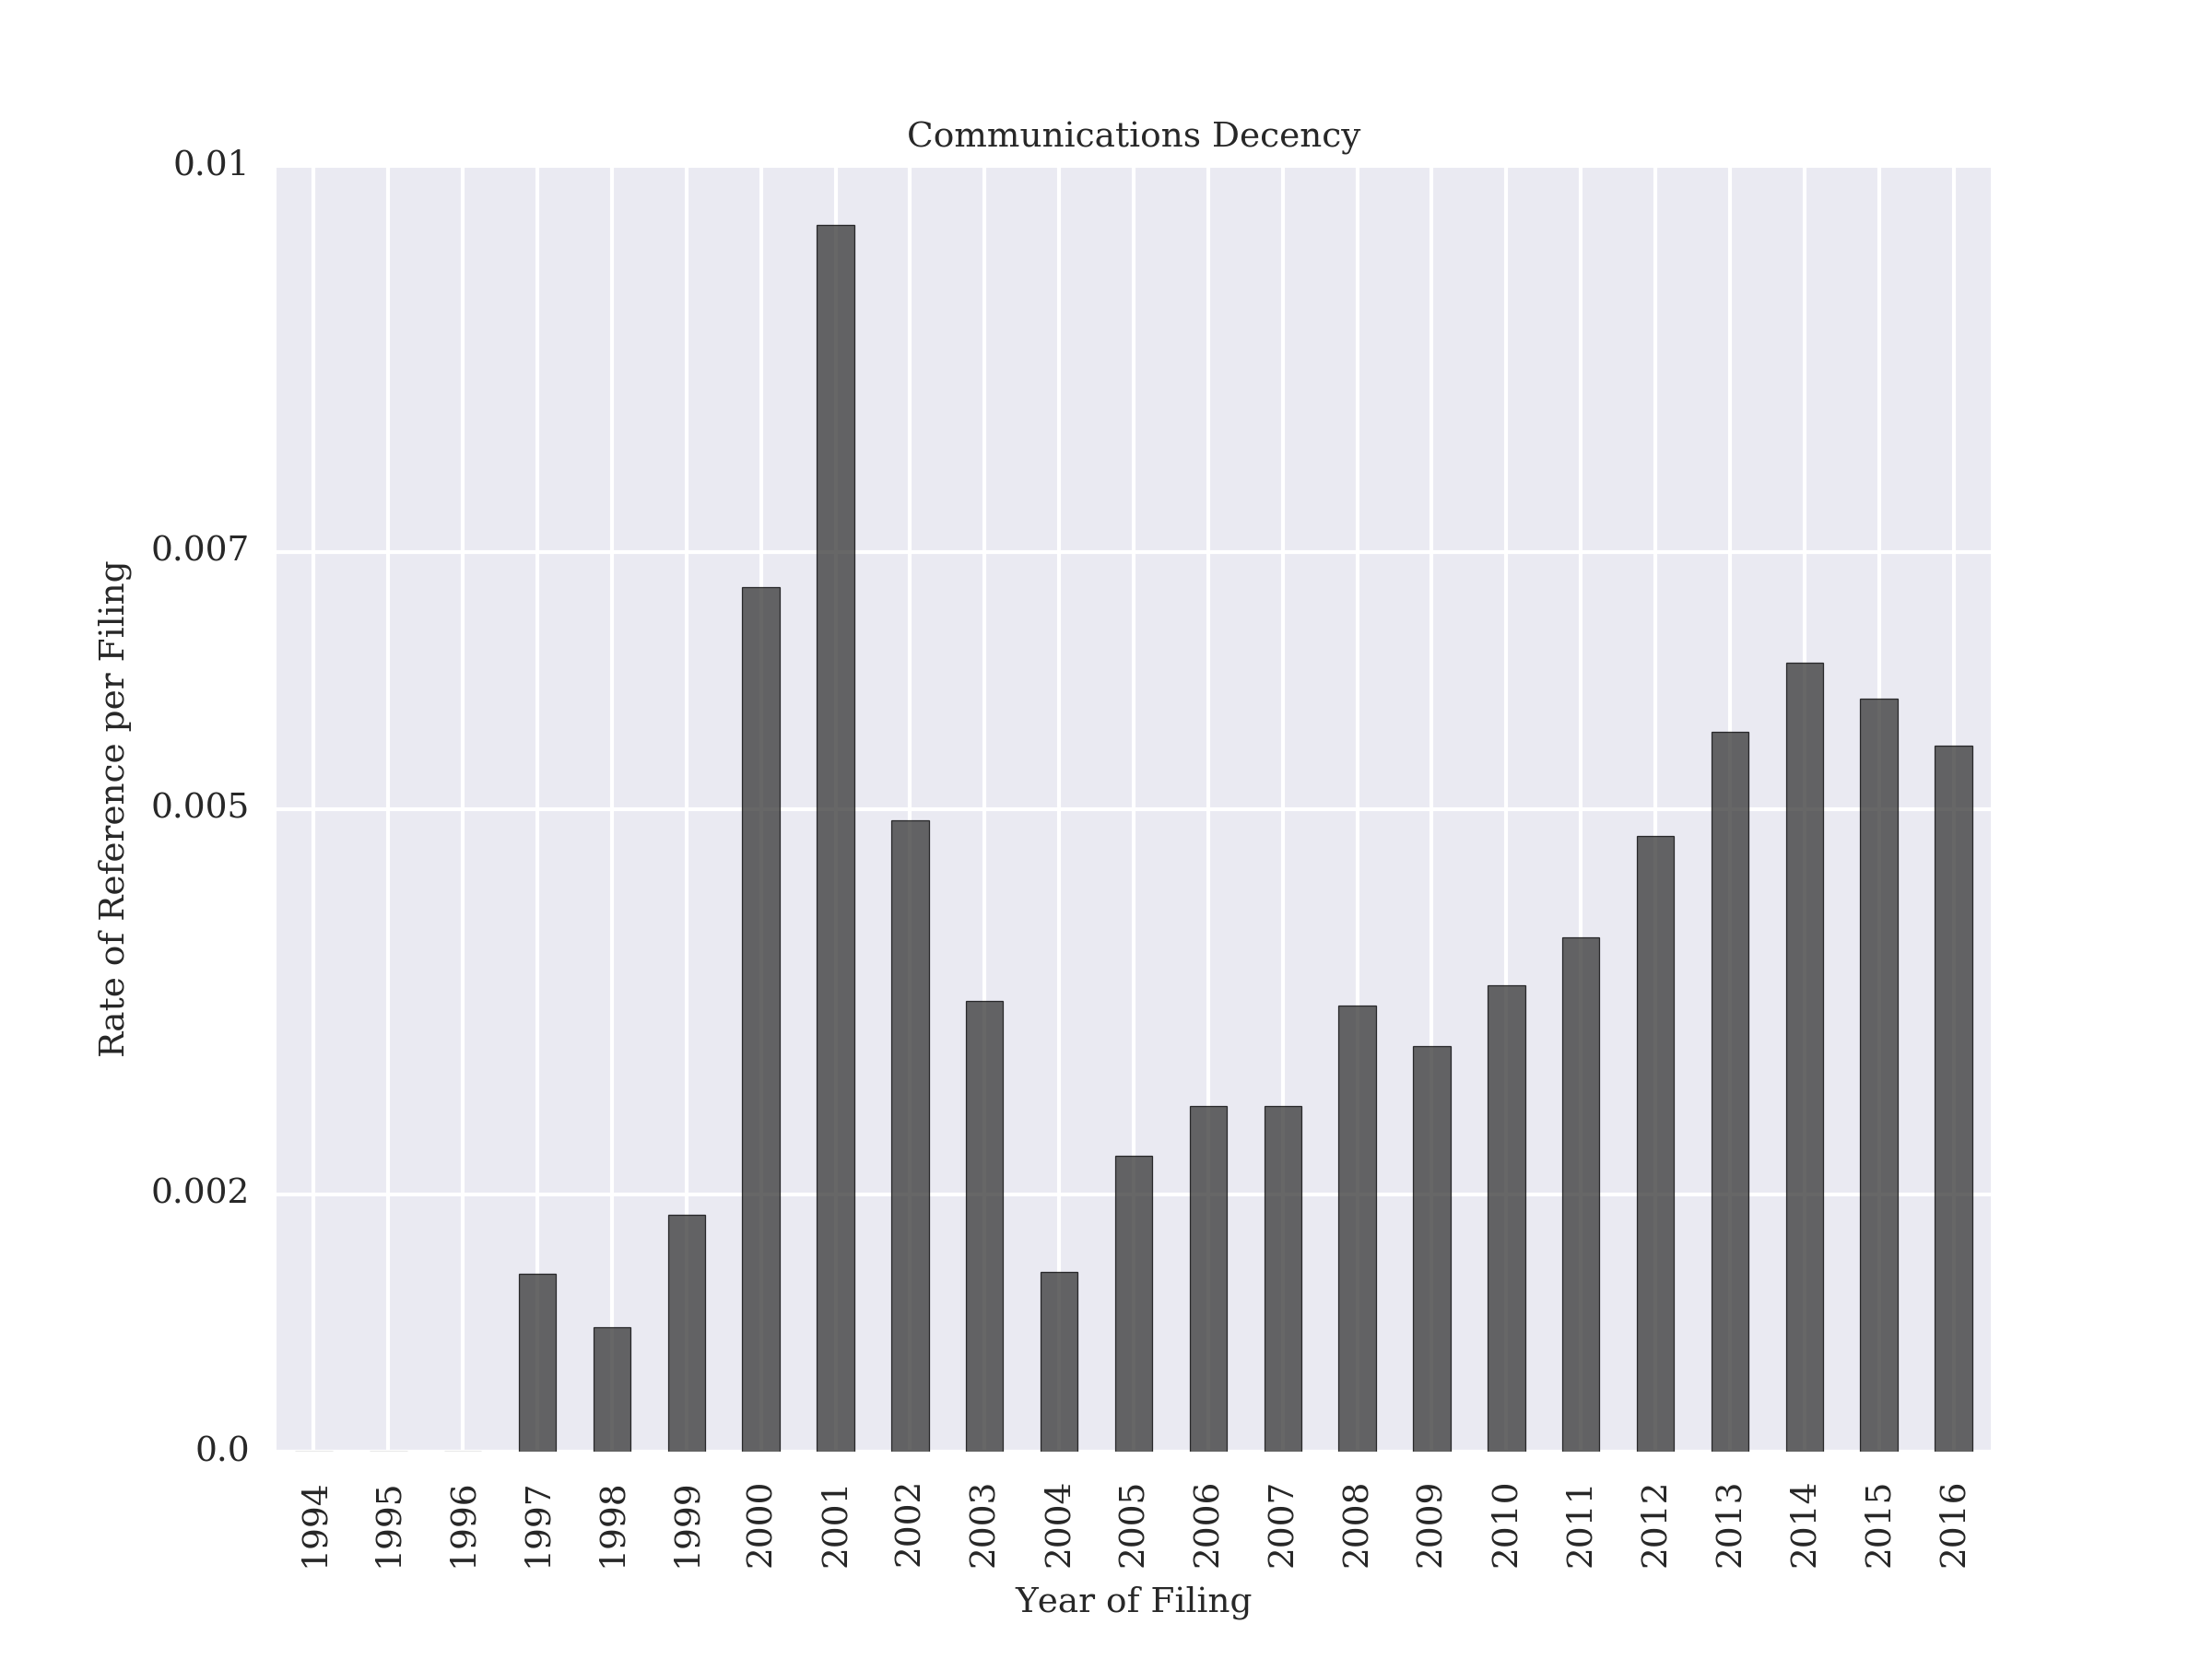 Communications Decency
0.01
0.007
0.005
0.002
0.0
Rate of Reference per Filing
1994 1995 1996 1997 1998 1999 2000 2001 2002 2003 2004 2005 2006 2007 2008 2009 2010 2011 2012 2013 2014 2015 2016
Year of Filing